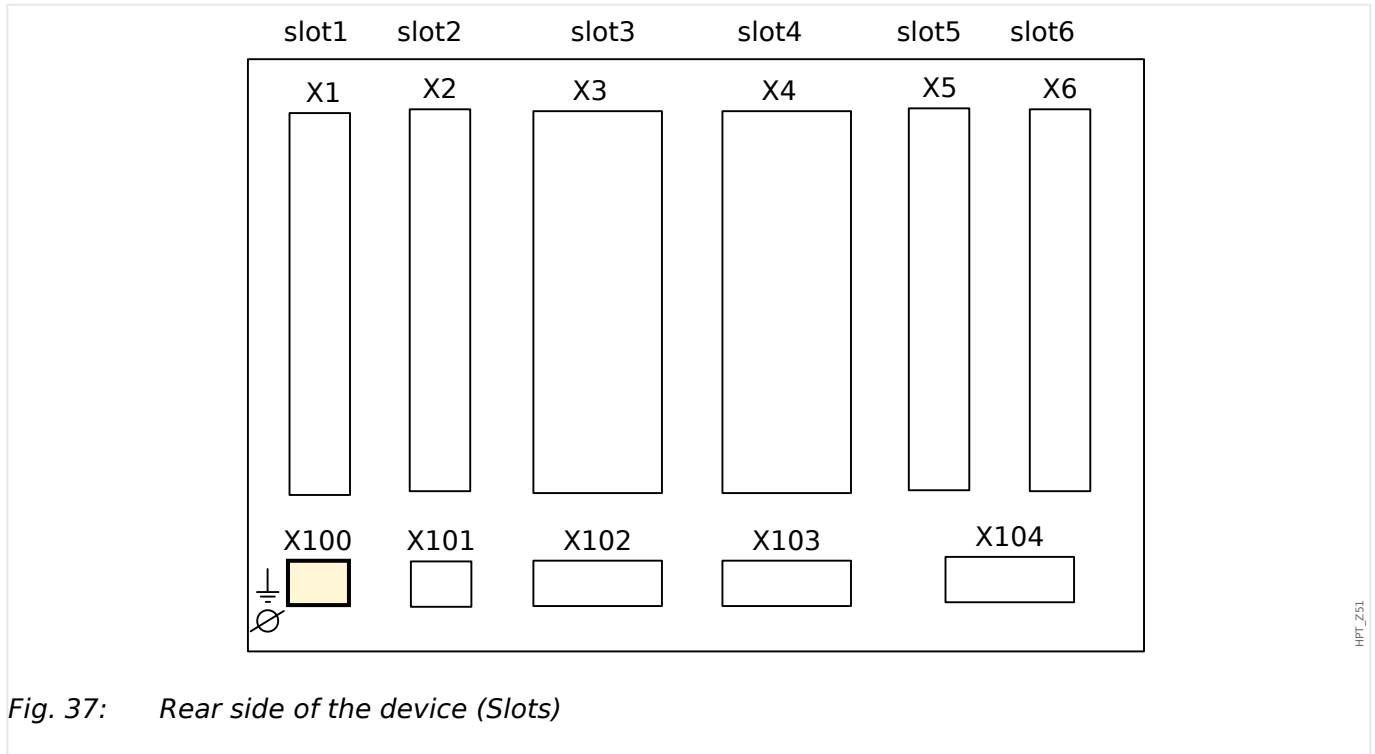 slot1 slot2 slot3 slot4 slot5 slot6
X1 X2 X3 X4 X5 X6
X100 X101 X102 X103 X104
HPT_Z51
Fig. 37: Rear side of the device (Slots)